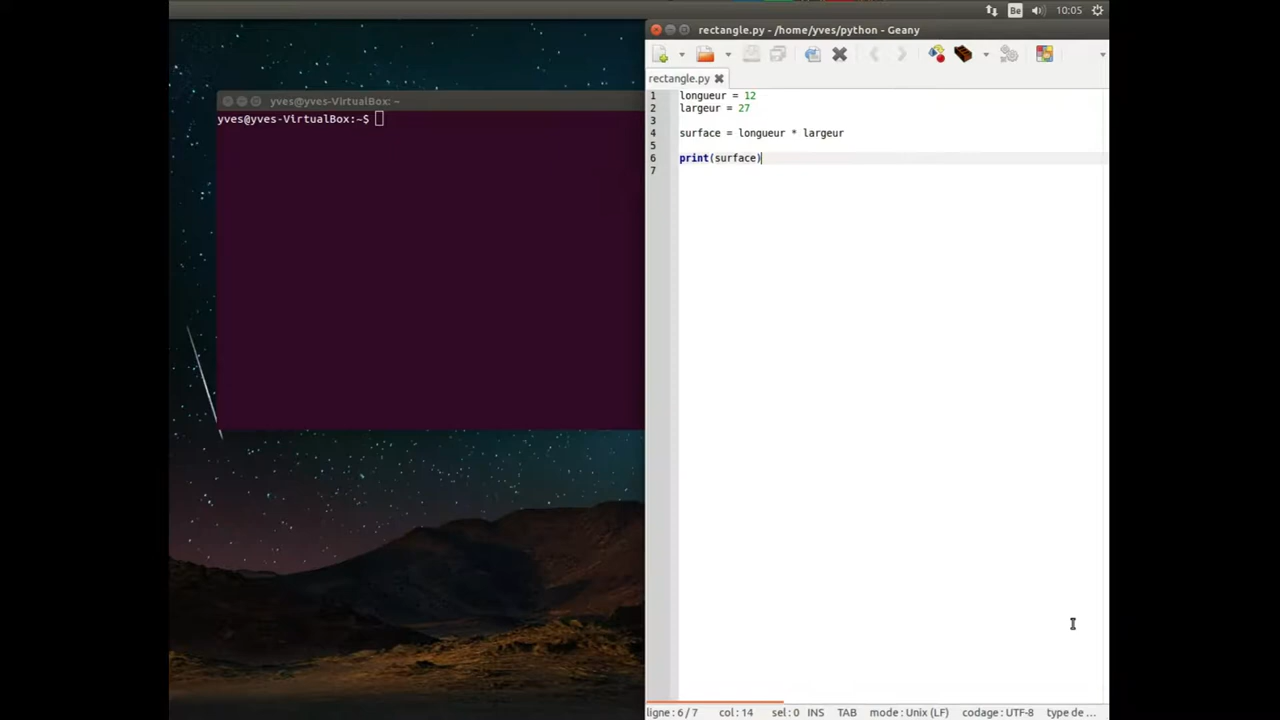 Be
10:05
rectangle.py - /home/yves/python - Geany
rectangle.py
yves@yves-VirtualBox: ~
yves@yves-VirtualBox:~$
1 longueur = 12
2 largeur = 27
3
4 surface = longueur * largeur
5
6 print(surface)
7
ligne : 6 / 7 col : 14 sel : 0 INS TAB mode : Unix (LF) codage : UTF-8 type de ...